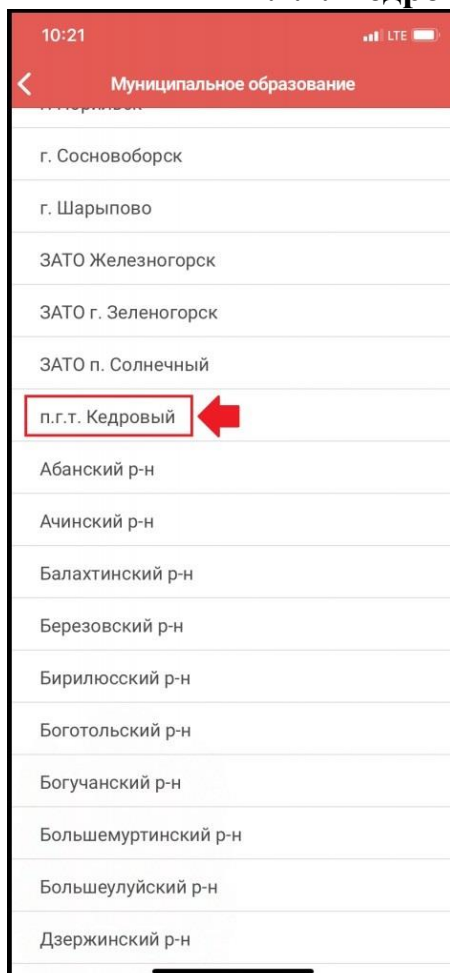 10:21
LTE
Муниципальное образование
г. Сосновоборск
г. Шарыпово
ЗАТО Железногорск
ЗАТО г. Зеленогорск
ЗАТО п. Солнечный
п.г.т. Кедровый
Абанский р-н
Ачинский р-н
Балахтинский р-н
Березовский р-н
Бирилюсский р-н
Боготольский р-н
Богучанский р-н
Большемуртинский р-н
Большеулуйский р-н
Дзержинский р-н